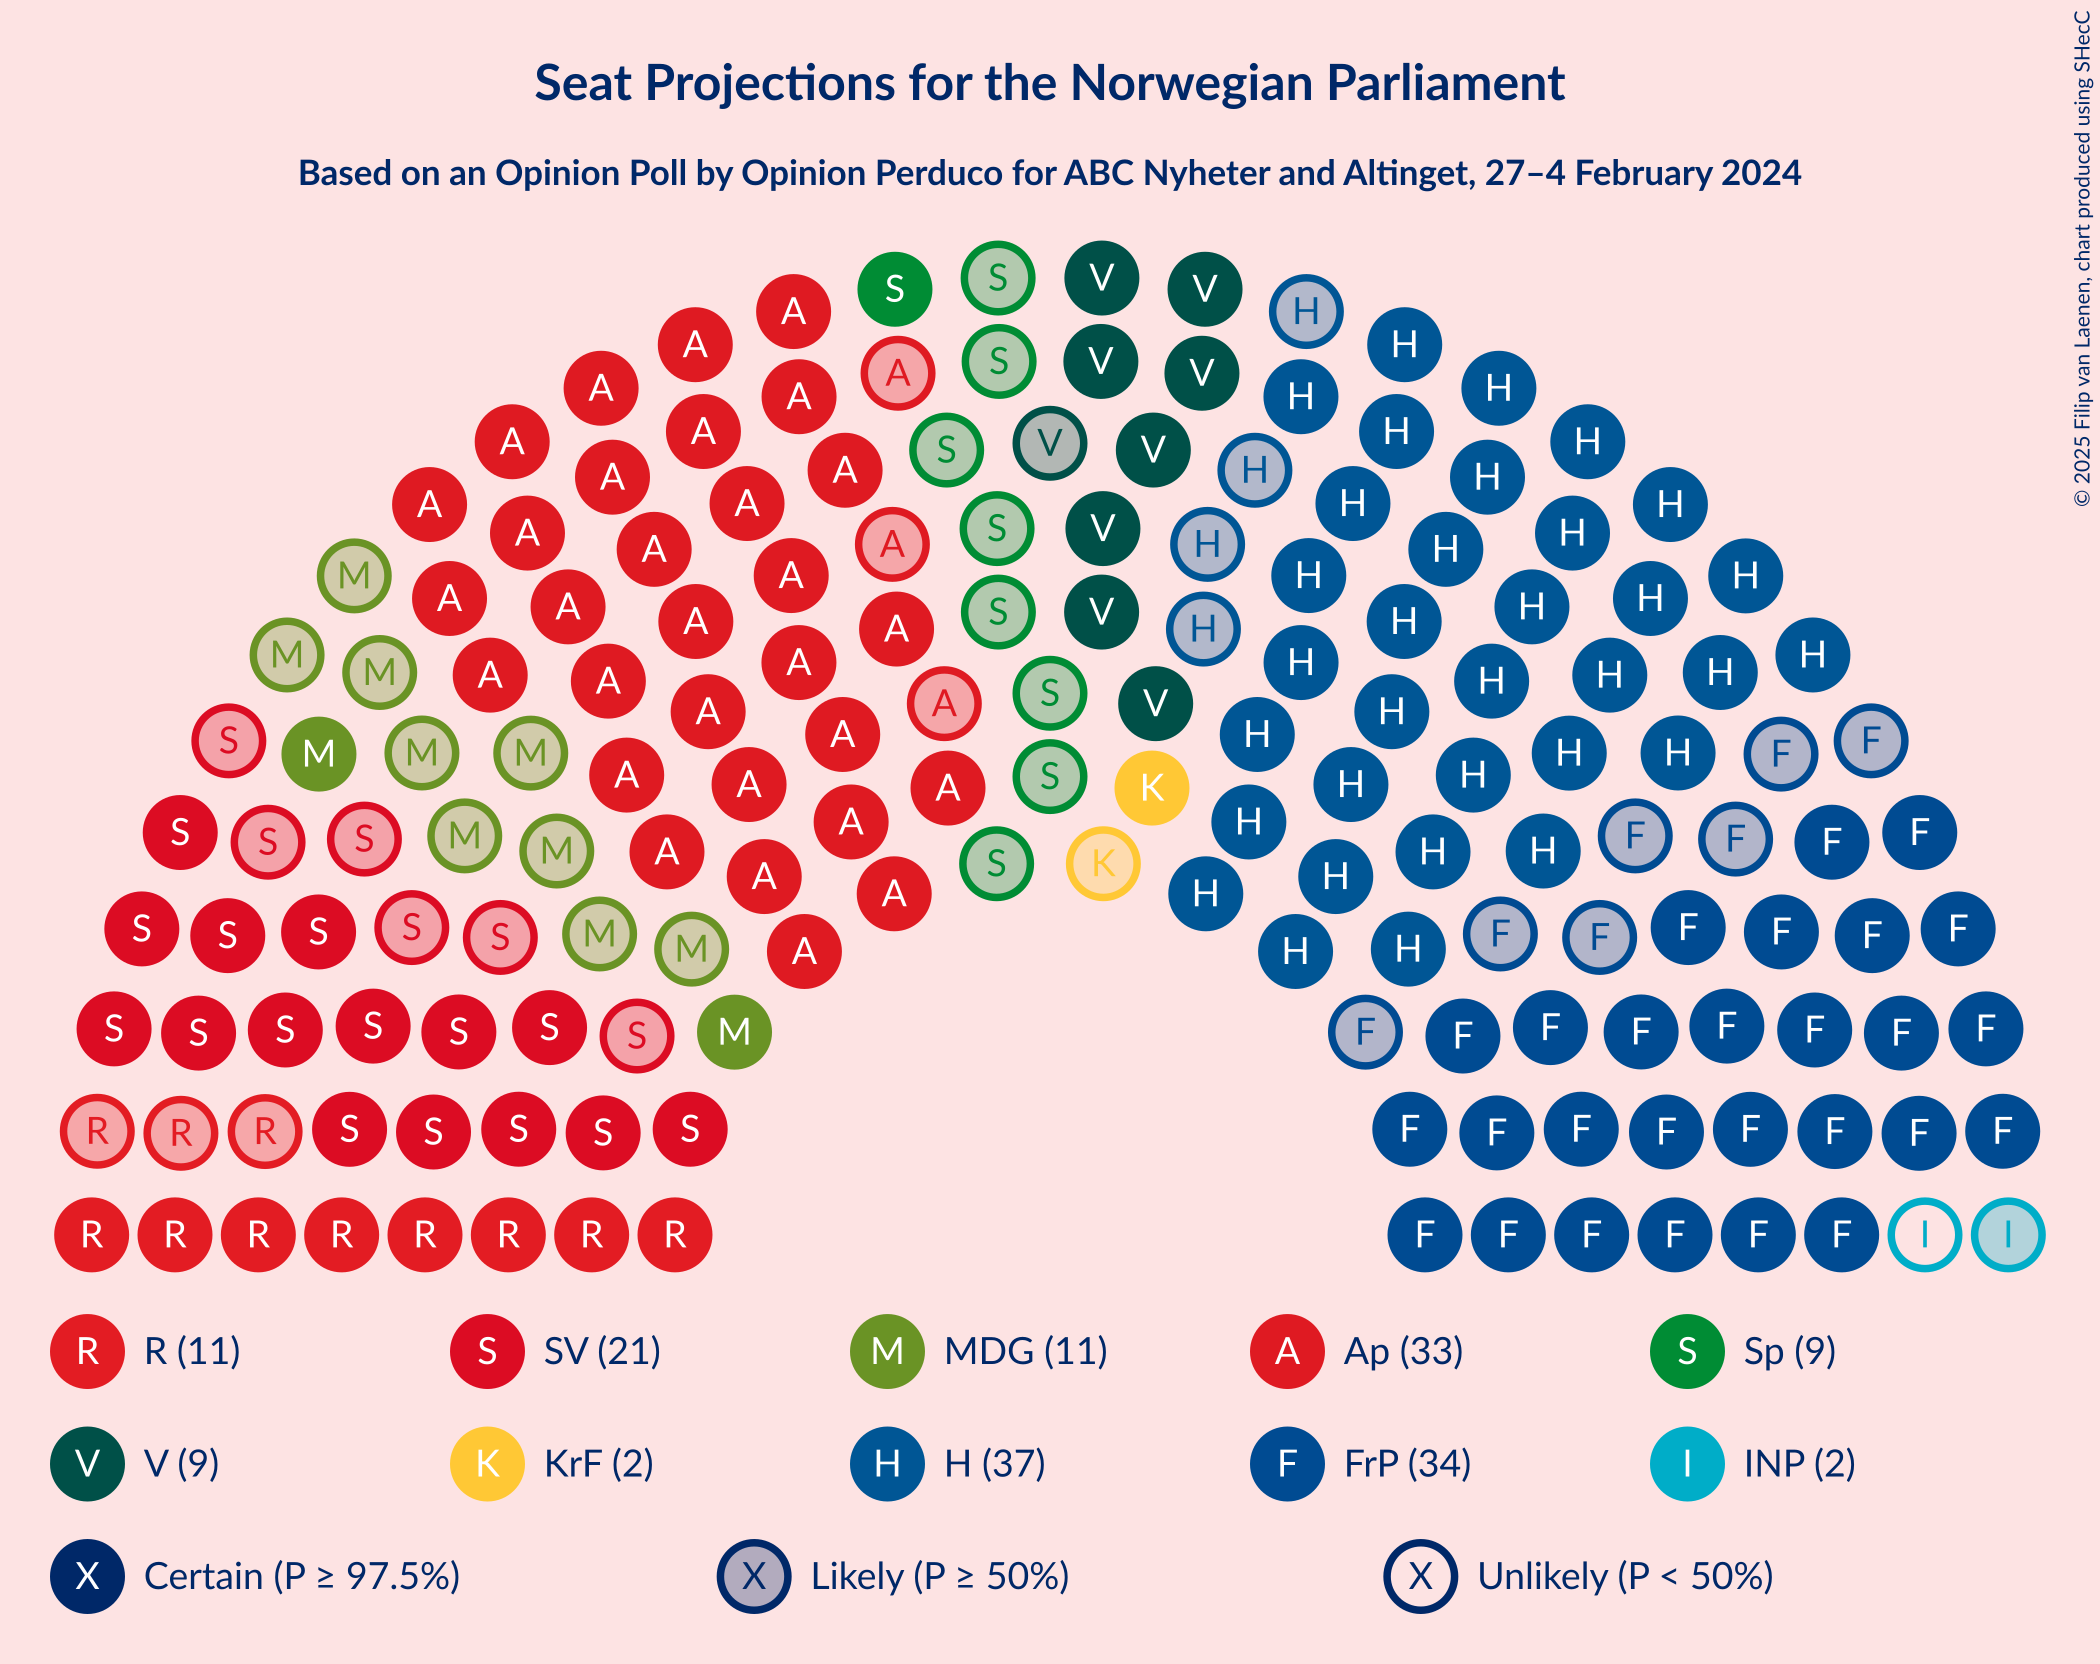 Seat Projections for the Norwegian Parliament
Based on an Opinion Poll by Opinion Perduco for ABC Nyheter and Altinget, 27–4 February 2024
© 2025 Filip van Laenen, chart produced using SHecC
S S V V H
A H
A A S V V H H
A A H H
A A S V V H H
A A A S V H H H H
M A A A A S V H H H H H
M M A A A A A S V H H H H H H
S M M M A A A A S V H H H H H H F F
S S S M M A A A A S K H H H H H F F F F
S S S S S M M A A A S K H H H H F F F F F F
S S S S S S S M F F F F F F F F
R R R S S S S S F F F F F F F F
R R R R R R R R F F F F F F I I
R R (11) S SV (21) M MDG (11) A Ap (33) S Sp (9)
V V (9) K KrF (2) H H (37) F FrP (34) I INP (2)
X Certain (P ≥ 97.5%) X Likely (P ≥ 50%) X Unlikely (P < 50%)